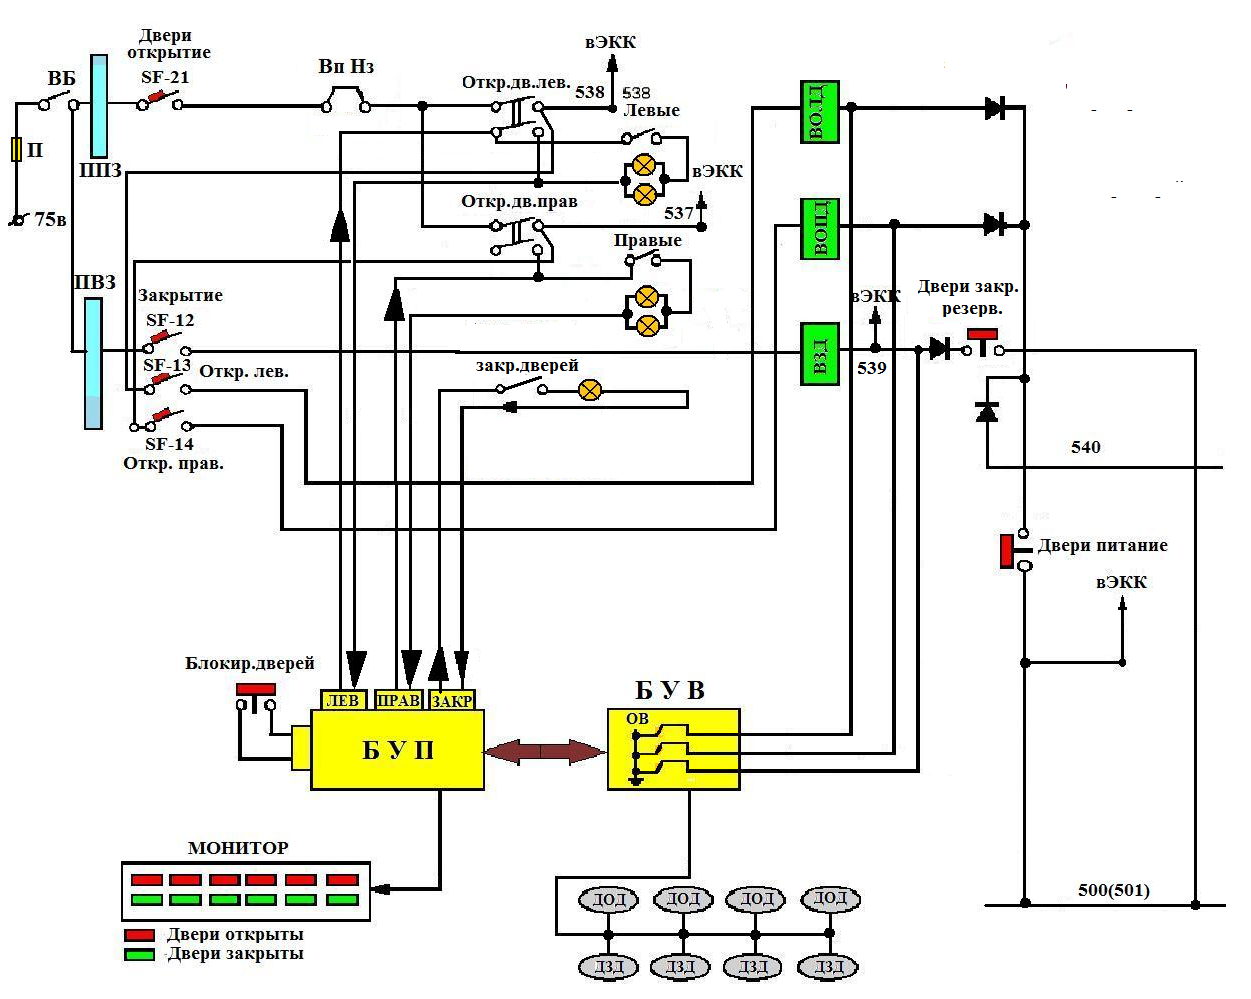 Двери
открытие
SF-21
ВБ
Вп Нз
вЭКК
Откр.дв.лев.
538
538
Левые
П
ППЗ
75в
вЭКК
Откр.дв.прав
537
Правые
ВОЛД
ВОПД
ВЗД
ПВЗ
Закрытие
SF-12
SF-13
Откр. лев.
SF-14
Откр. прав.
закр.дверей
вЭКК
539
Двери закр.
резерв.
540
Двери питание
вЭКК
500(501)
Блокир.дверей
ЛЕВ
ПРАВ
ЗАКР
Б У П
Б У В
ОВ
МОНИТОР
Двери открыты
Двери закрыты
ДОД
ДОД
ДОД
ДОД
ДЗД
ДЗД
ДЗД
ДЗД